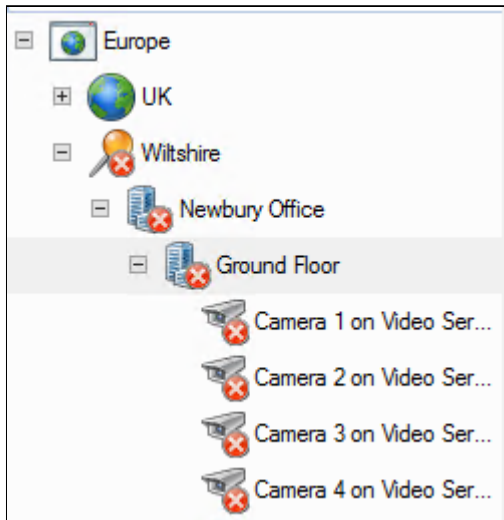 Europe
UK
Wiltshire
Newbury Office
Ground Floor
Camera 1 on Video Ser...
Camera 2 on Video Ser...
Camera 3 on Video Ser...
Camera 4 on Video Ser...